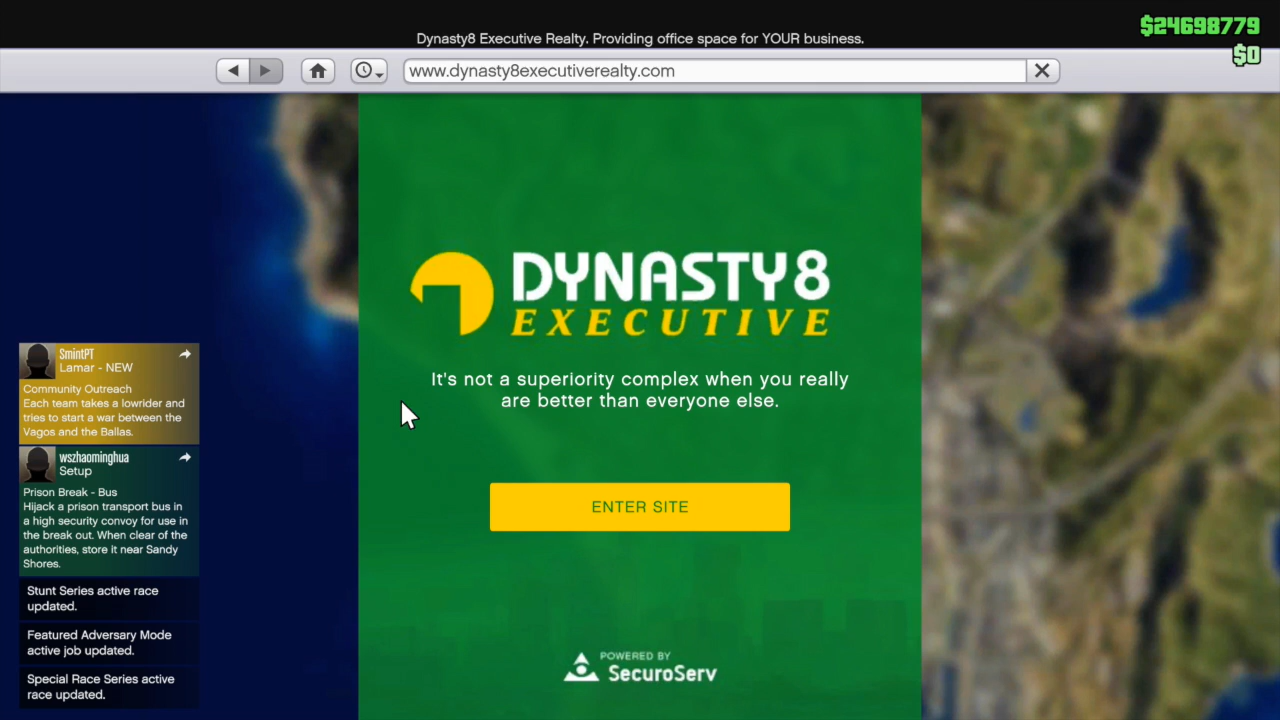 Dynasty8 Executive Realty. Providing office space for YOUR business.
$24698779
$0
www.dynasty8executiverealty.com
DYNASTY8
EXECUTIVE
It's not a superiority complex when you really
are better than everyone else.
ENTER SITE
POWERED BY
SecuroServ
SmintPT
Lamar - NEW
Community Outreach
Each team takes a lowrider and
tries to start a war between the
Vagos and the Ballas.
wszhaominghua
Setup
Prison Break - Bus
Hijack a prison transport bus in
a high security convoy for use in
the break out. When clear of the
authorities, store it near Sandy
Shores.
Stunt Series active race
updated.
Featured Adversary Mode
active job updated.
Special Race Series active
race updated.